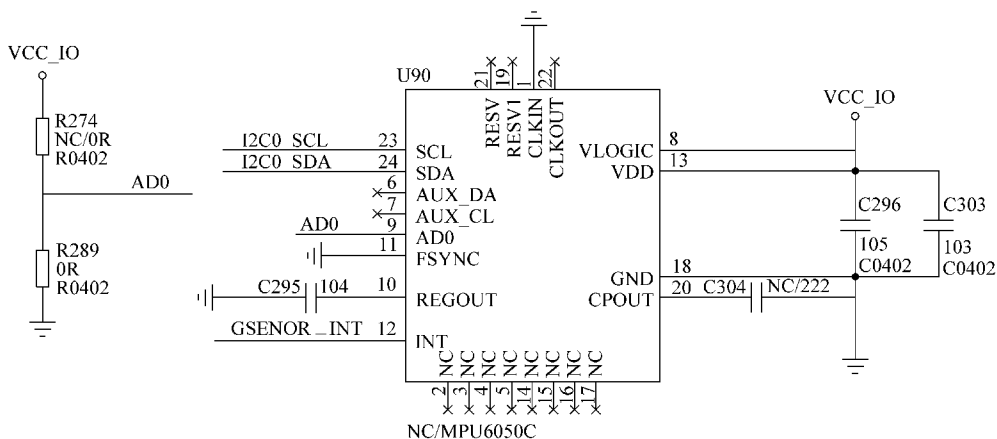 VCC_IO
R274
NC/0R
R0402
AD0
R289
0R
R0402
U90
21
19
1
22
RESV
RESV1
CLKIN
CLKOUT
I2C0_SCL 23 SCL
I2C0_SDA 24 SDA
6 AUX_DA
7 AUX_CL
AD0 9 AD0
11 FSYNC
C295 104 10 REGOUT
GSENOR_INT 12 INT
VLOGIC 8
VDD 13
GND 18
CPOUT 20
C304 NC/222
VCC_IO
C296
105
C0402
C303
103
C0402
NC NC NC NC NC NC NC NC
2 3 4 5 14 15 16 17
NC/MPU6050C